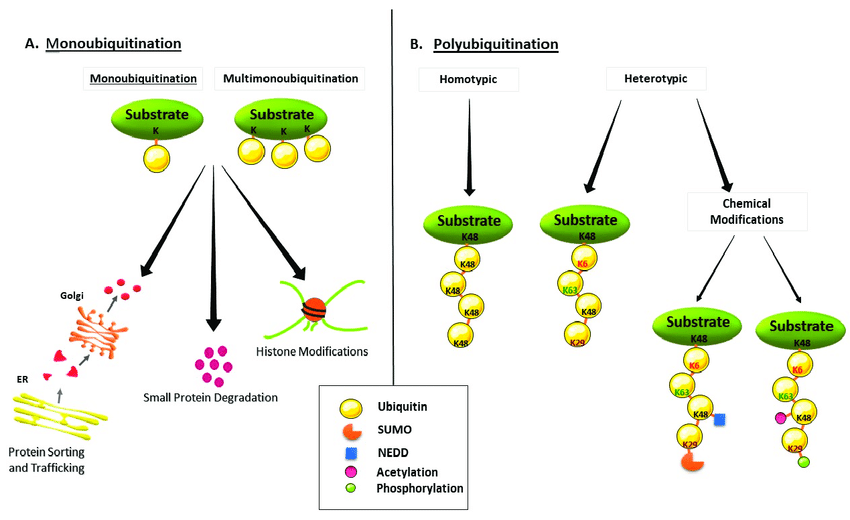 A. Monoubiquitination
Monoubitination
Multimonoubiquitination
Substrate
K
Substrate
K
K
K
Golgi
ER
Protein Sorting
and Trafficking
Small Protein Degradation
Histone Modifications
B. Polyubiquitination
Homotypic
Heterotypic
Chemical
Modifications
Substrate
K48
K48
K48
K48
K48
Substrate
K48
K6
K63
K48
K29
Substrate
K48
K6
K63
K48
K29
Substrate
K48
K6
K63
K48
K29
Ubiquitin
SUMO
NEDD
Acetylation
Phosphorylation